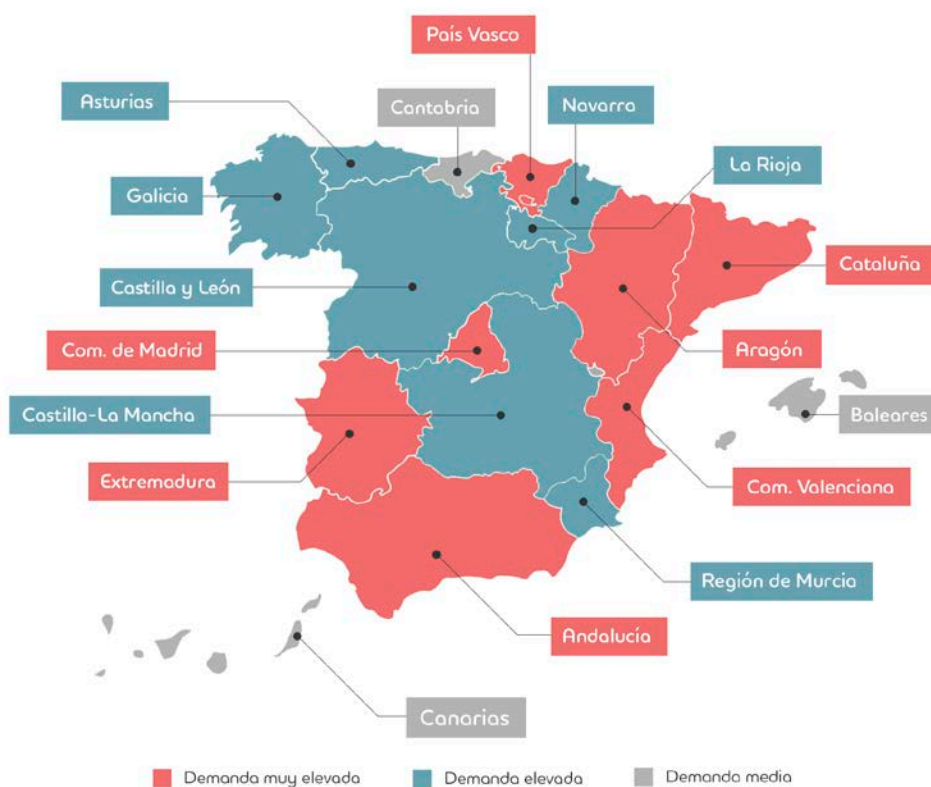 País Vasco
Asturias
Cantabria
Navarra
La Rioja
Galicia
Cataluña
Castilla y León
Com. de Madrid
Aragón
Castilla-La Mancha
Baleares
Extremadura
Com. Valenciana
Región de Murcia
Andalucía
Canarias
Demanda muy elevada
Demanda elevada
Demanda media